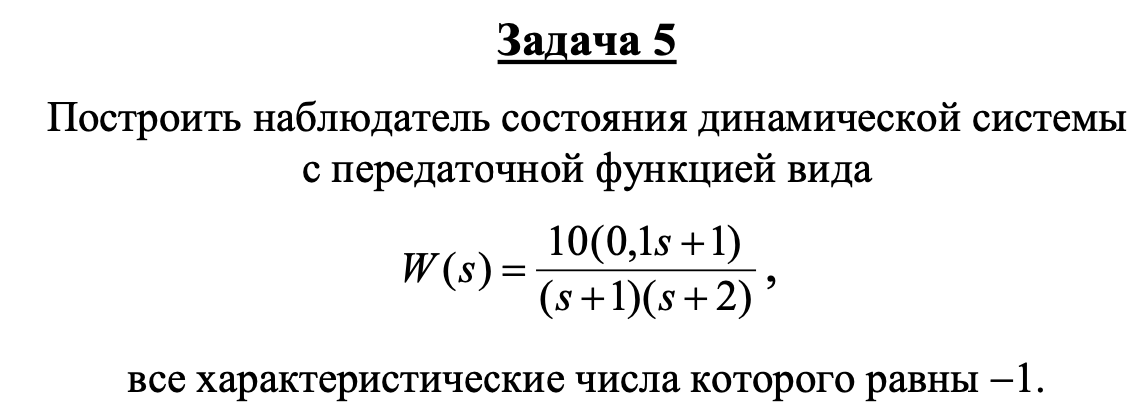 Задача 5
Построить наблюдатель состояния динамической системы
с передаточной функцией вида
W(s) = 10(0,1s + 1) / (s + 1)(s + 2) ,
все характеристические числа которого равны –1.